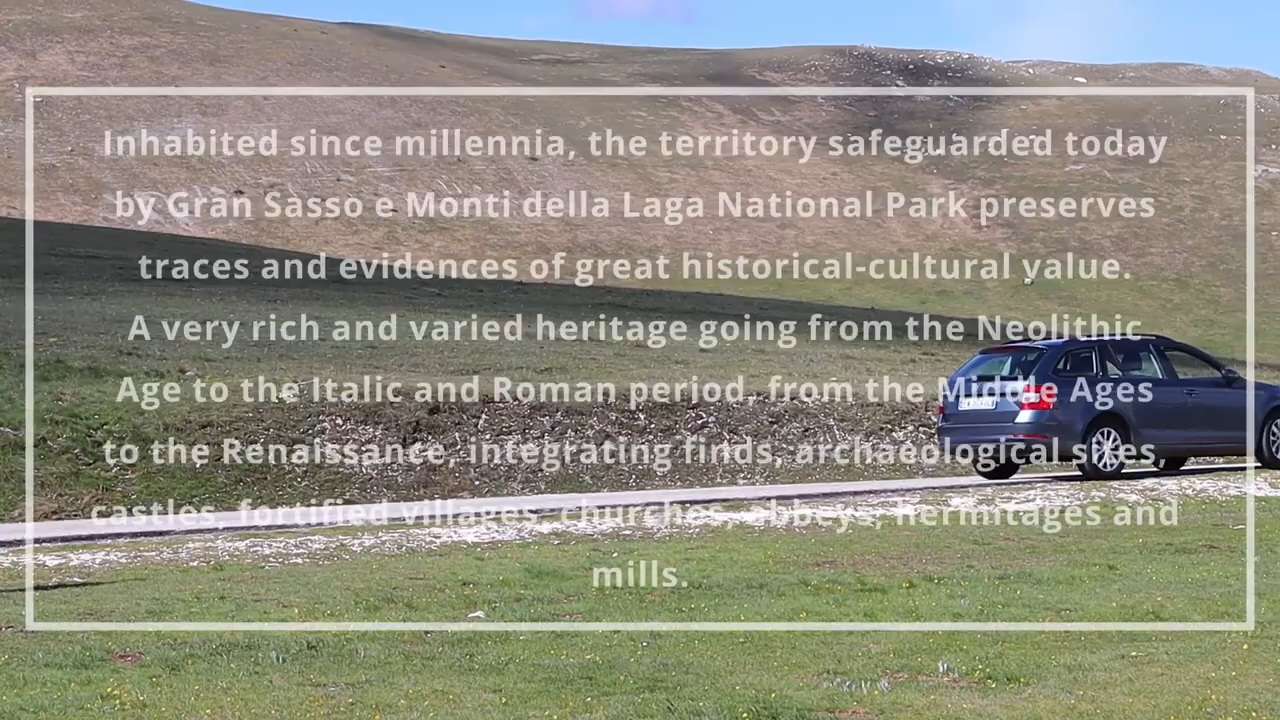 Inhabited since millennia, the territory safeguarded today
by Gran Sasso e Monti della Laga National Park preserves
traces and evidences of great historical-cultural value.
A very rich and varied heritage going from the Neolithic
Age to the Italic and Roman period, from the Middle Ages
to the Renaissance, integrating finds, archaeological sites
castles, fortified villages, churches, abbeys, hermitages and
mills.